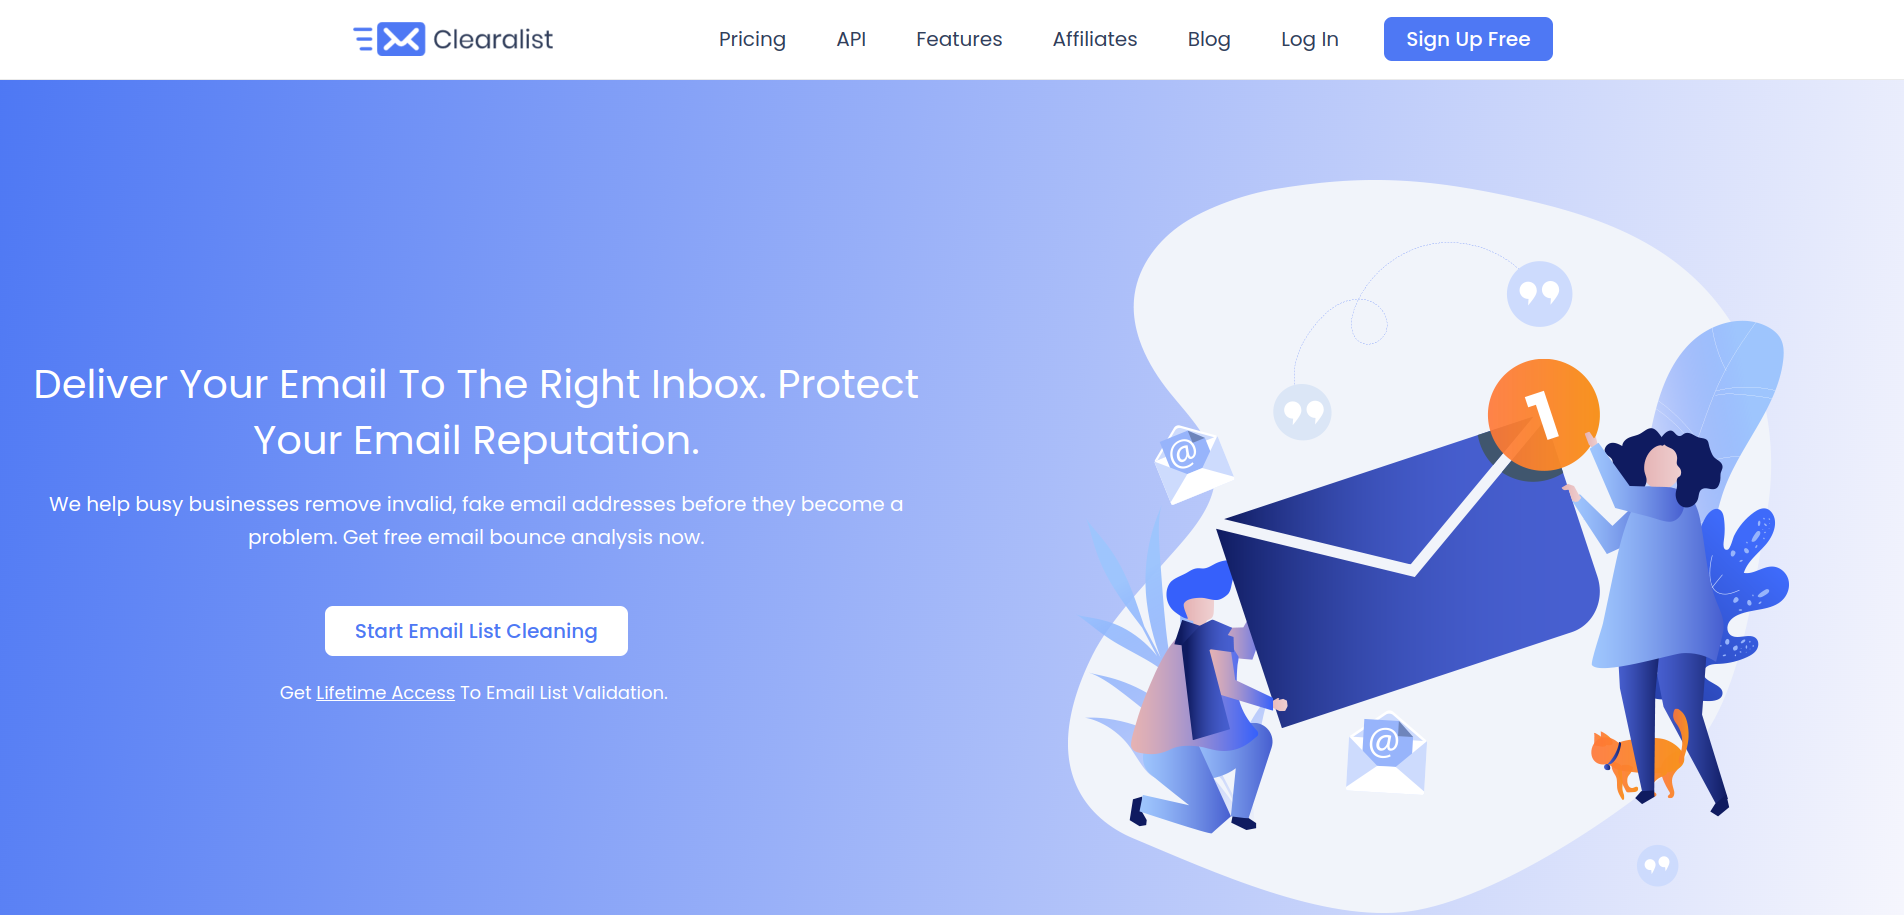 Clearalist
Pricing
API
Features
Affiliates
Blog
Log In
Sign Up Free
Deliver Your Email To The Right Inbox. Protect
Your Email Reputation.
We help busy businesses remove invalid, fake email addresses before they become a
problem. Get free email bounce analysis now.
Start Email List Cleaning
Get Lifetime Access To Email List Validation.
1
@
@